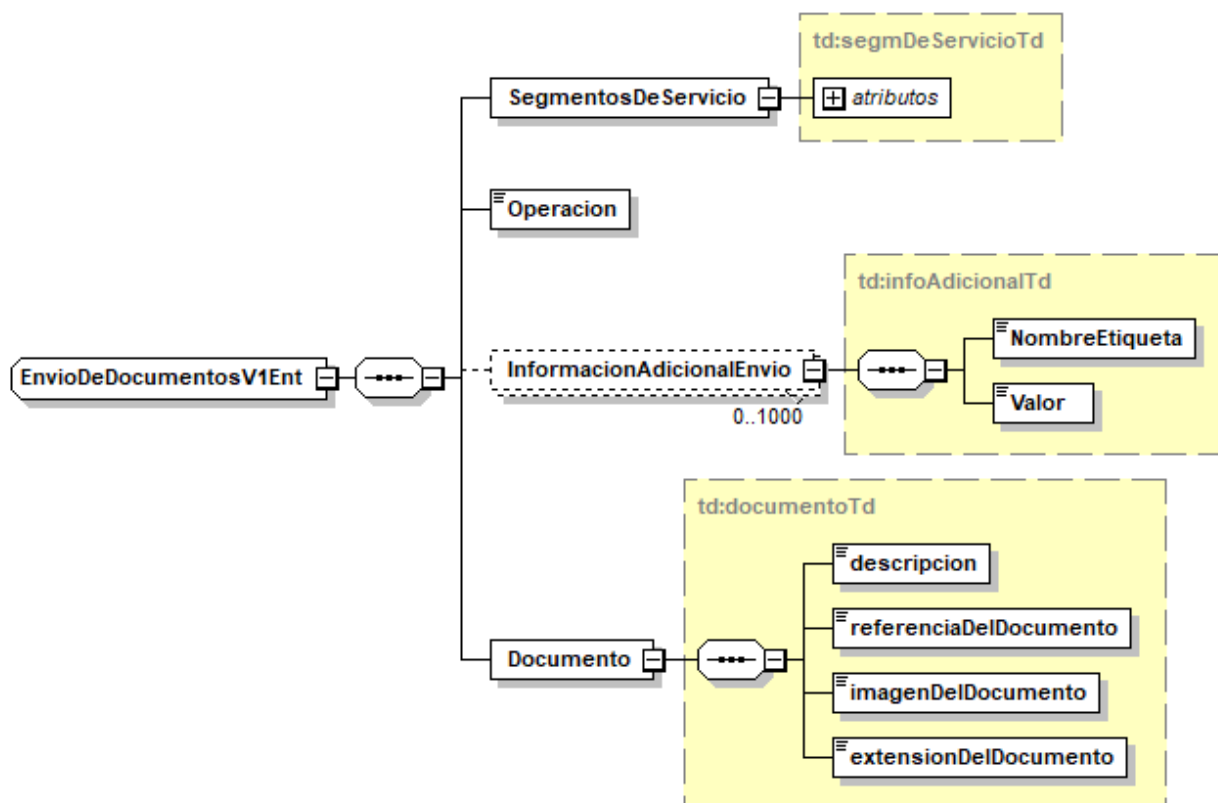 td:segmDeServicioTd
SegmentosDeServicio
atributos
Operacion
td:infoAdicionalTd
NombreEtiqueta
EnvioDeDocumentosV1Ent
InformacionAdicionalEnvio
Valor
0..1000
td:documentoTd
descripcion
referenciaDelDocumento
Documento
imagenDelDocumento
extensionDelDocumento